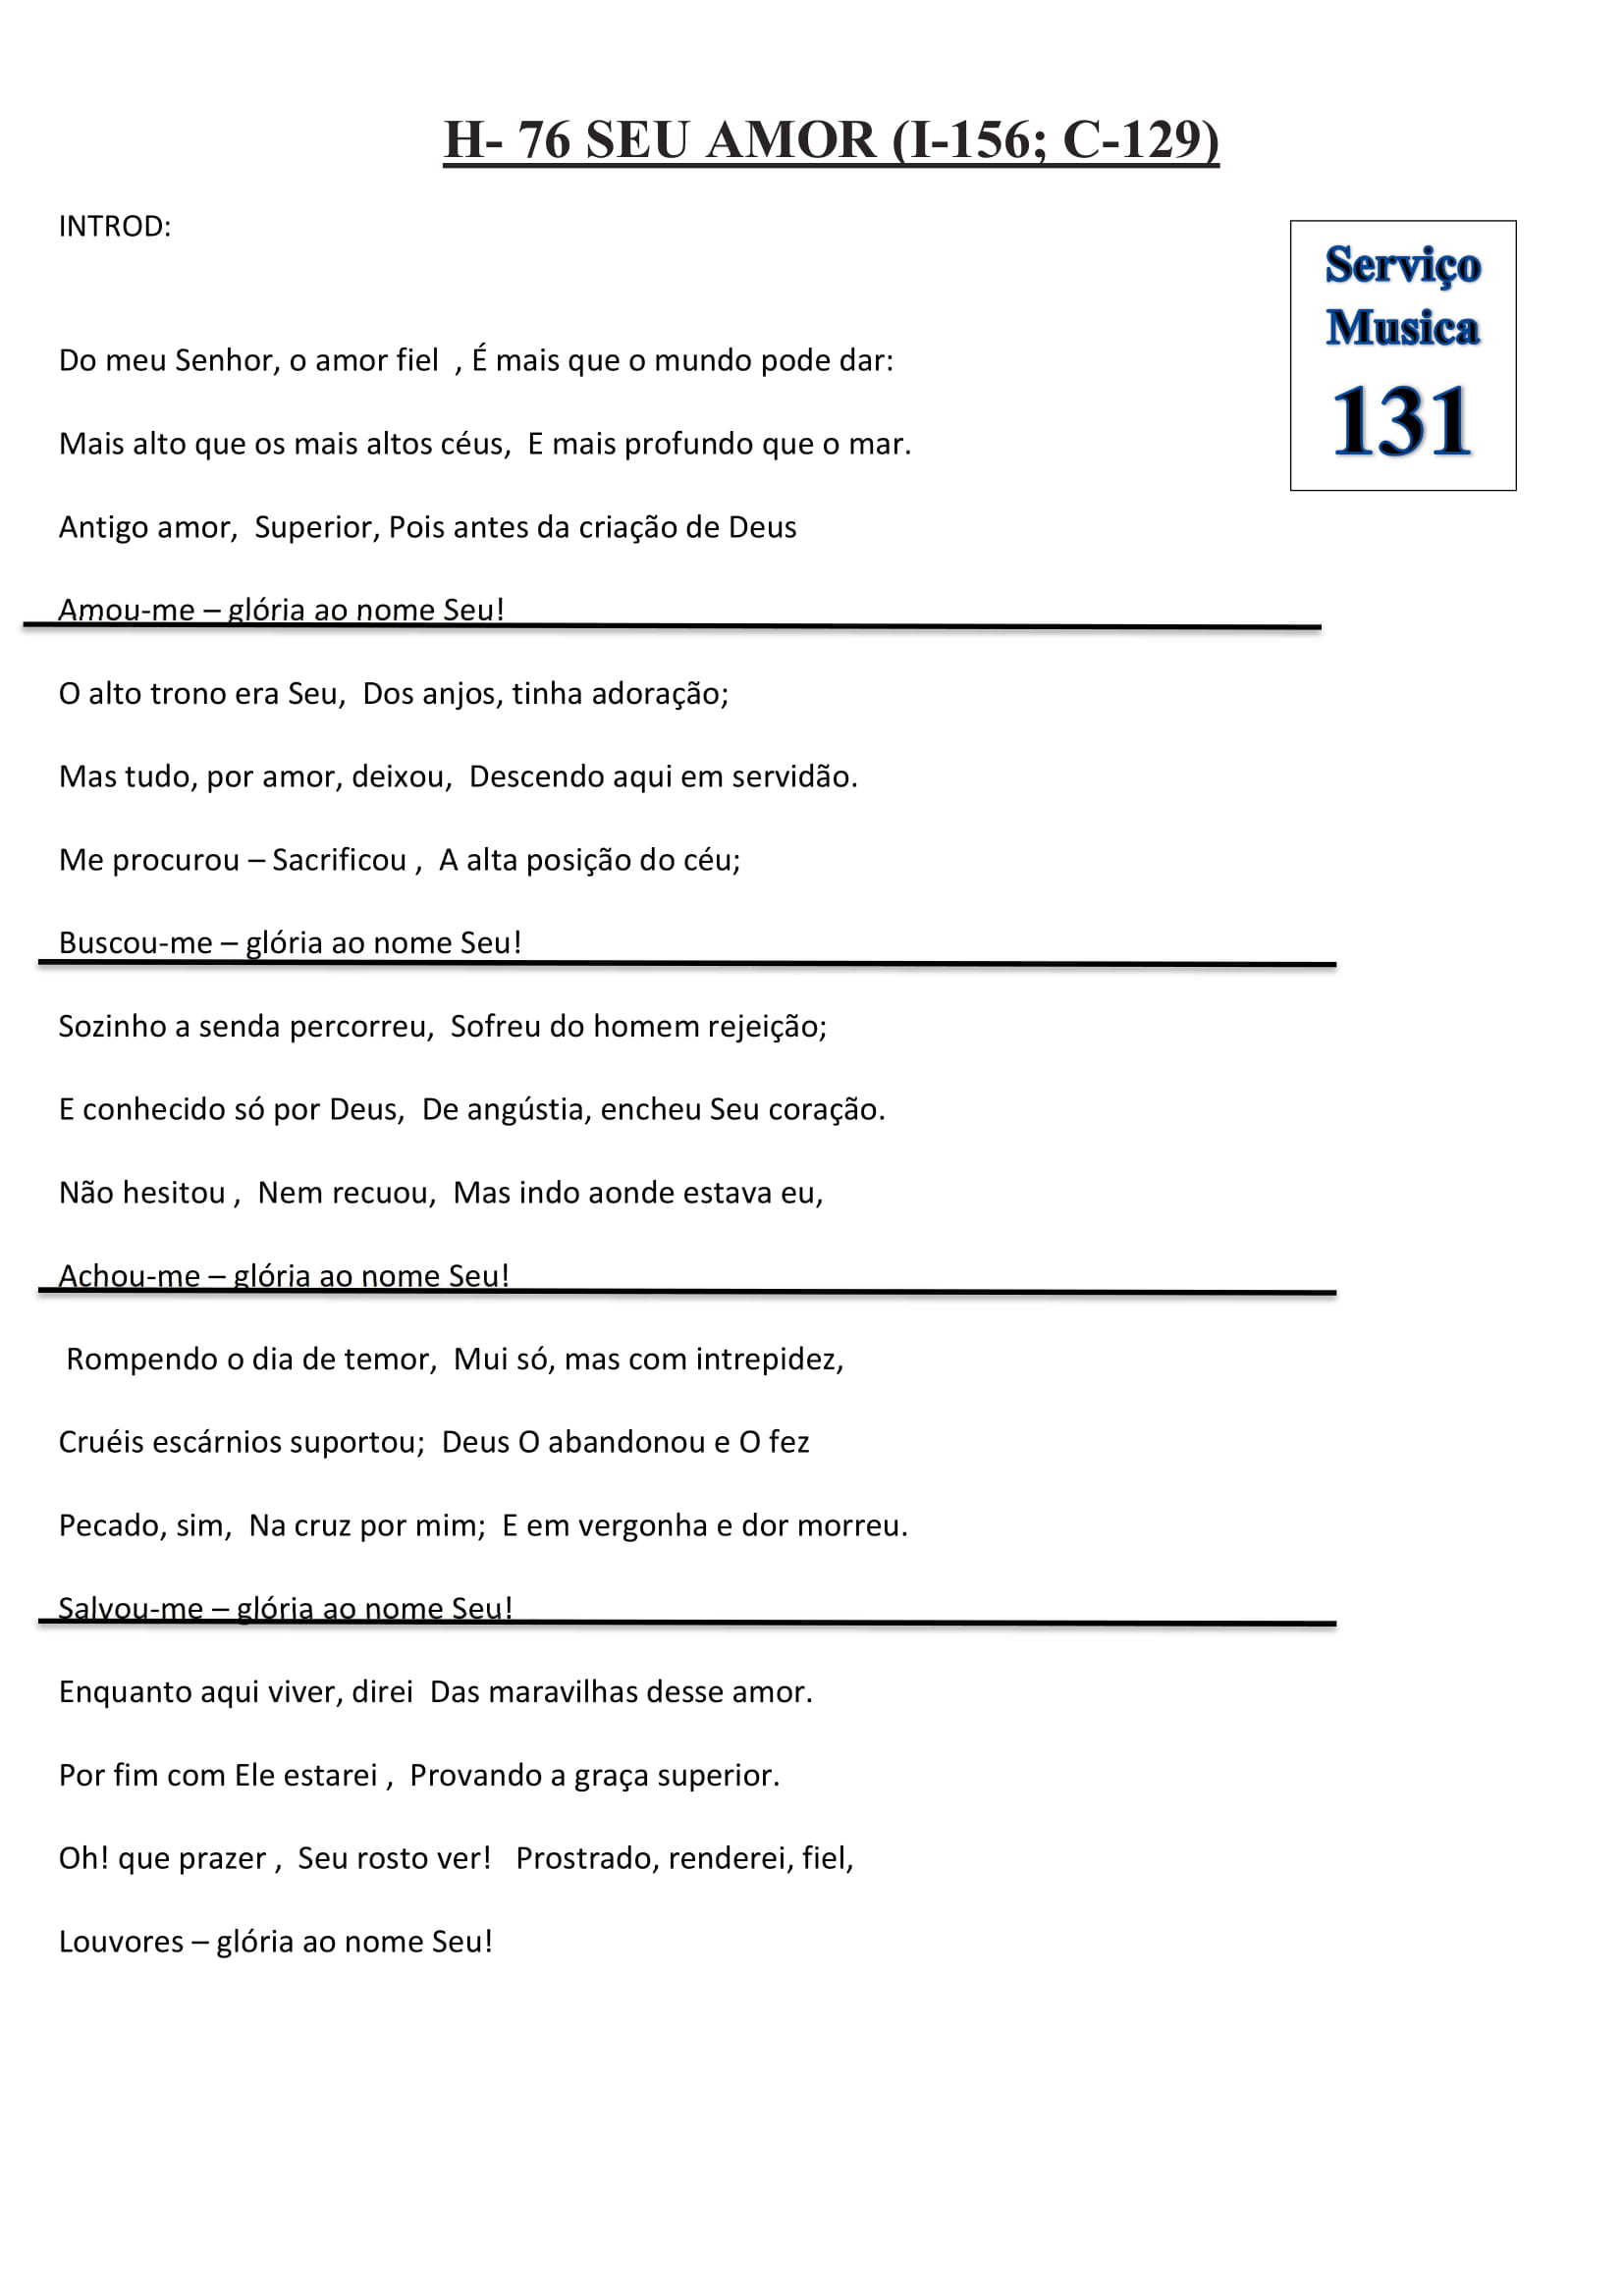 H- 76 SEU AMOR (I-156; C-129)
INTROD:
Serviço
Musica
131
Do meu Senhor, o amor fiel  , É mais que o mundo pode dar:
Mais alto que os mais altos céus,  E mais profundo que o mar.
Antigo amor,  Superior, Pois antes da criação de Deus
Amou-me – glória ao nome Seu!
O alto trono era Seu,  Dos anjos, tinha adoração;
Mas tudo, por amor, deixou,  Descendo aqui em servidão.
Me procurou – Sacrificou ,  A alta posição do céu;
Buscou-me – glória ao nome Seu!
Sozinho a senda percorreu,  Sofreu do homem rejeição;
E conhecido só por Deus,  De angústia, encheu Seu coração.
Não hesitou ,  Nem recuou,  Mas indo aonde estava eu,
Achou-me – glória ao nome Seu!
Rompendo o dia de temor,  Mui só, mas com intrepidez,
Cruéis escárnios suportou;  Deus O abandonou e O fez
Pecado, sim,  Na cruz por mim;  E em vergonha e dor morreu.
Salvou-me – glória ao nome Seu!
Enquanto aqui viver, direi  Das maravilhas desse amor.
Por fim com Ele estarei ,  Provando a graça superior.
Oh! que prazer ,  Seu rosto ver!   Prostrado, renderei, fiel,
Louvores – glória ao nome Seu!